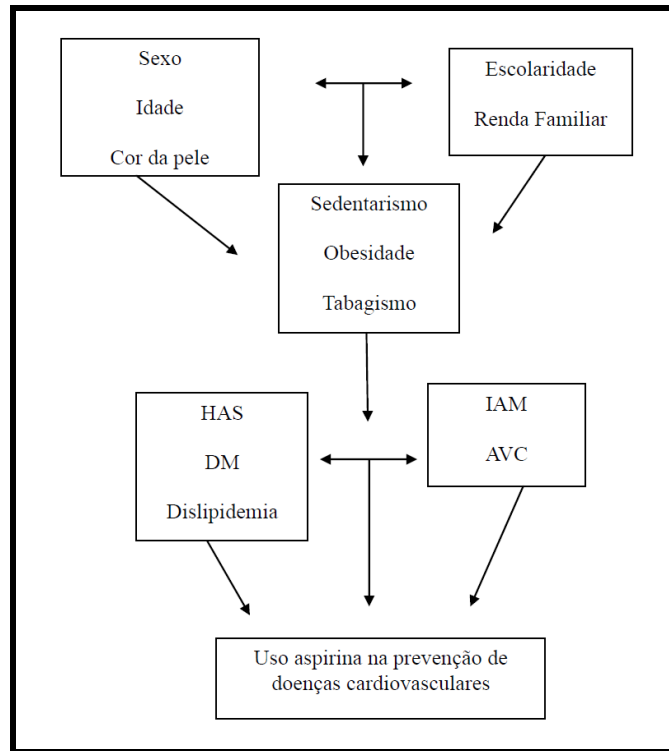 Sexo
Idade
Cor da pele
Escolaridade
Renda Familiar
Sedentarismo
Obesidade
Tabagismo
HAS
DM
Dislipidemia
IAM
AVC
Uso aspirina na prevenção de
doenças cardiovasculares